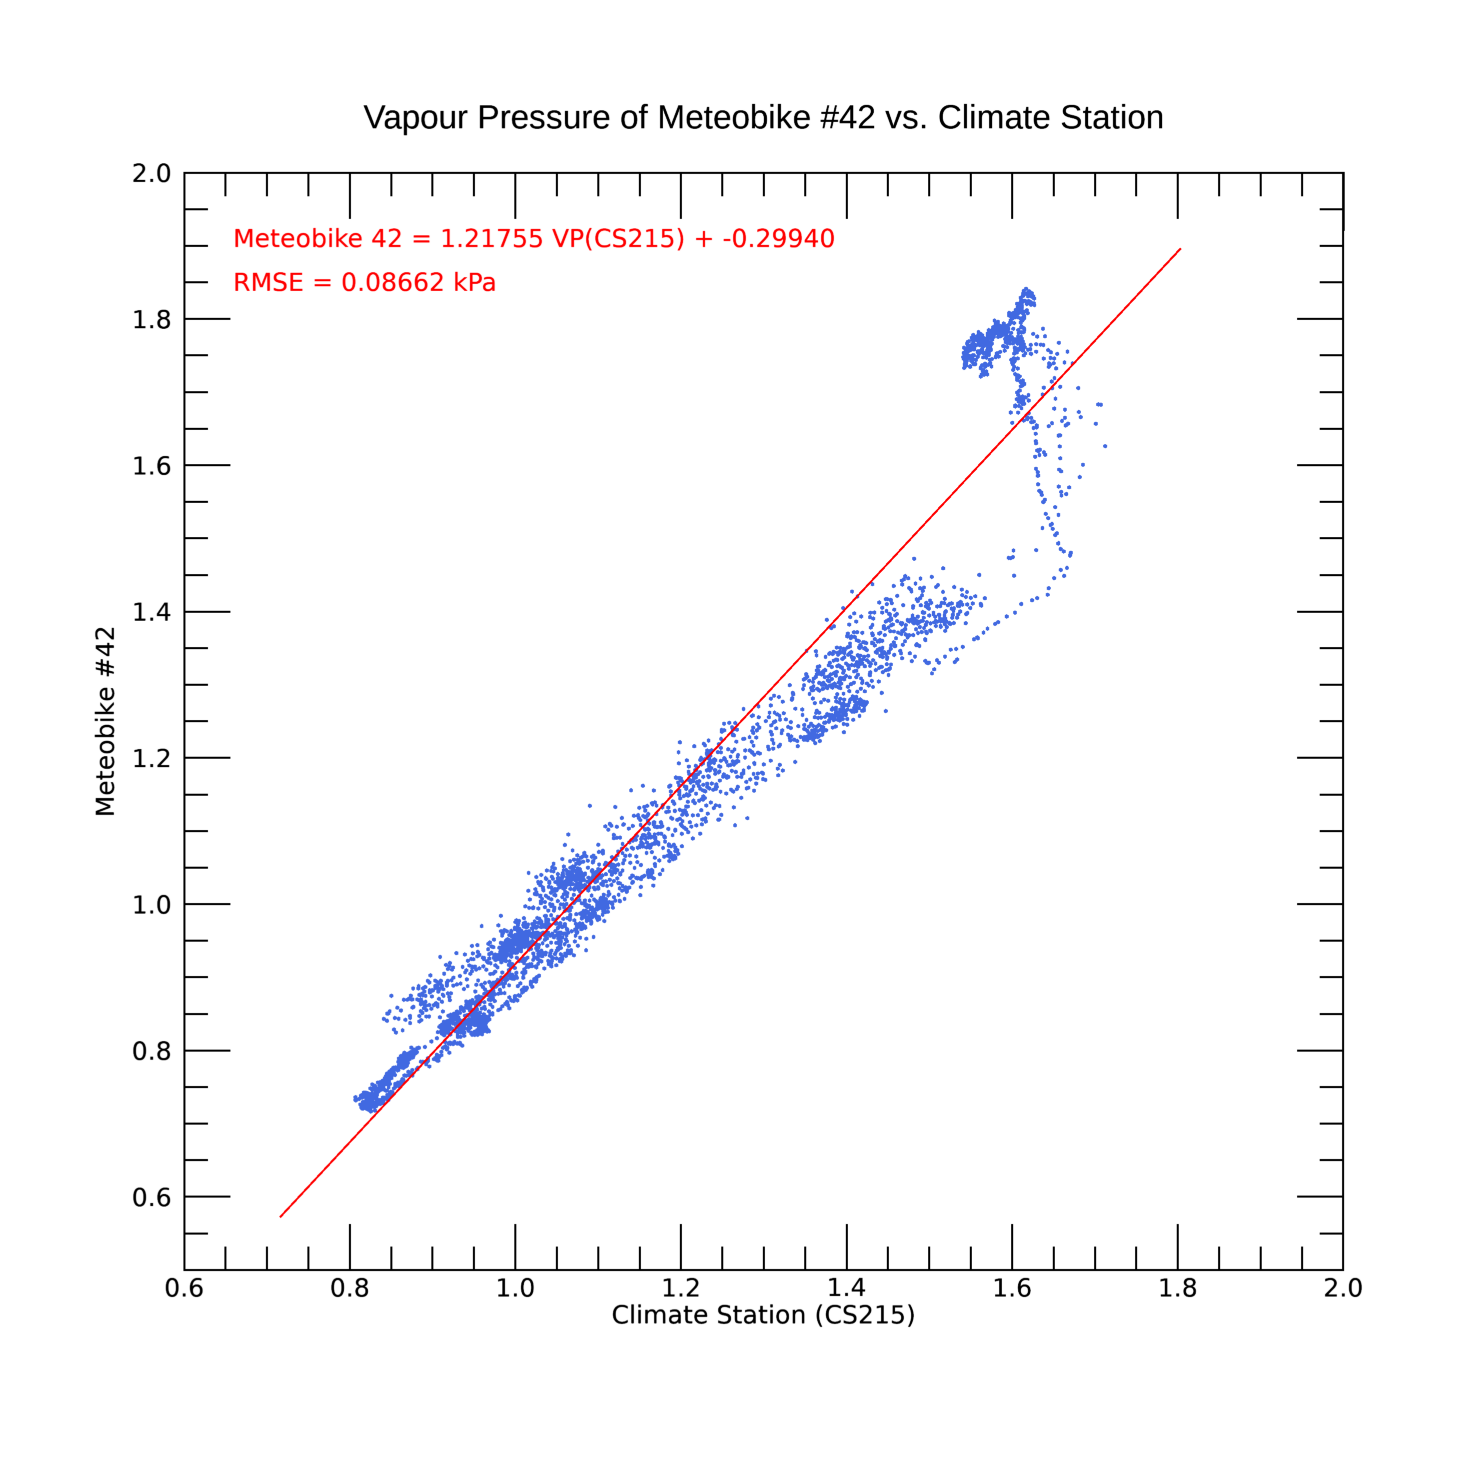 Vapour Pressure of Meteobike #42 vs. Climate Station
2.0
Meteobike 42 = 1.21755 VP(CS215) + -0.29940
RMSE = 0.08662 kPa
1.8
1.6
1.4
1.2
1.0
0.8
0.6
Meteobike #42
0.6 0.8 1.0 1.2 1.4 1.6 1.8 2.0
Climate Station (CS215)